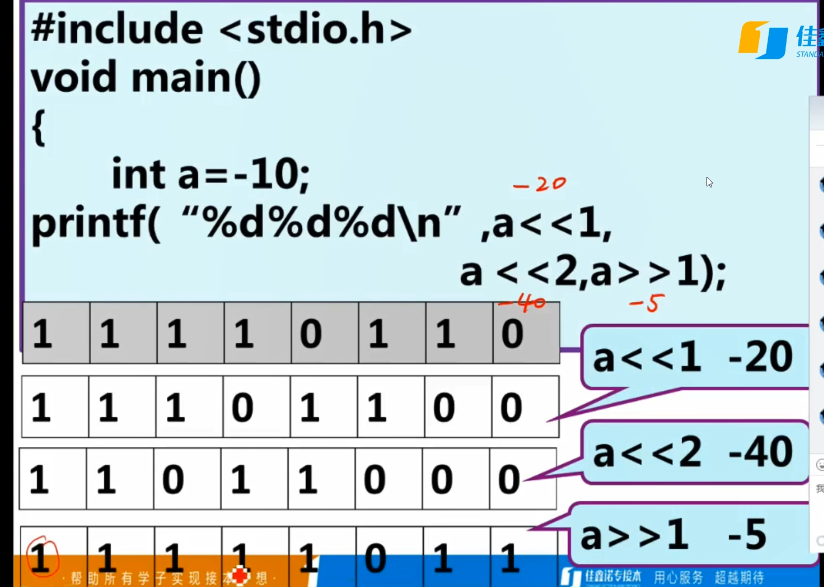 #include <stdio.h>
佳鑫
STANDA
void main()
{
int a=-10;
-20
printf( “%d%d%d\n” ,a<<1,
a <<2,a>>1);
-40 -5
1 1 1 1 0 1 1 0
a<<1 -20
1 1 1 0 1 1 0 0
a<<2 -40
1 1 0 1 1 0 0 0
a>>1 -5
1 1 1 1 1 0 1 1
·帮助所有学子实现接本 想·
佳鑫诺专接本 用心服务 超越期待